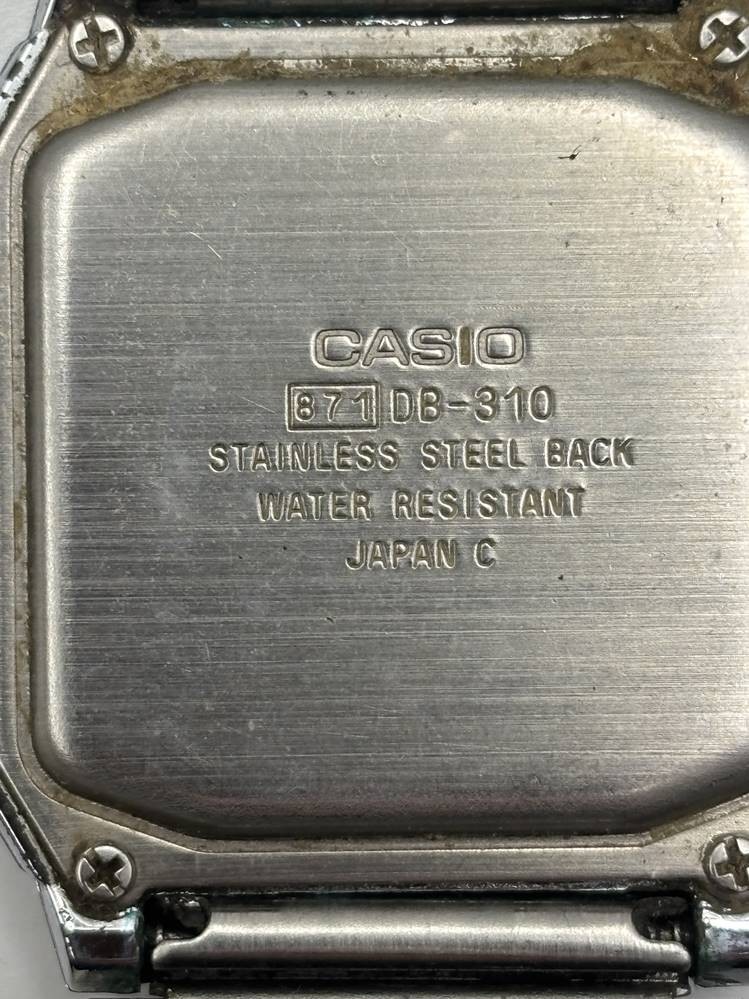 CASIO
871 DB-310
STAINLESS STEEL BACK
WATER RESISTANT
JAPAN C